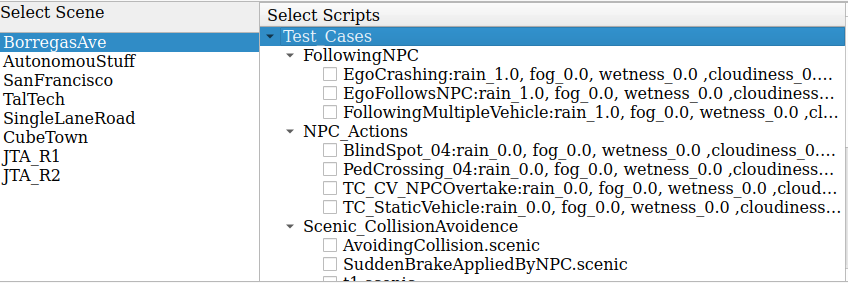 Select Scene
BorregasAve
AutonomouStuff
SanFrancisco
TalTech
SingleLaneRoad
CubeTown
JTA_R1
JTA_R2
Select Scripts
Test_Cases
FollowingNPC
EgoCrashing:rain_1.0, fog_0.0, wetness_0.0 ,cloudiness_0....
EgoFollowsNPC:rain_1.0, fog_0.0, wetness_0.0 ,cloudiness...
FollowingMultipleVehicle:rain_1.0, fog_0.0, wetness_0.0 ,cl...
NPC_Actions
BlindSpot_04:rain_0.0, fog_0.0, wetness_0.0 ,cloudiness_0....
PedCrossing_04:rain_0.0, fog_0.0, wetness_0.0 ,cloudiness...
TC_CV_NPCOvertake:rain_0.0, fog_0.0, wetness_0.0 ,cloud...
TC_StaticVehicle:rain_0.0, fog_0.0, wetness_0.0 ,cloudiness...
Scenic_CollisionAvoidence
AvoidingCollision.scenic
SuddenBrakeAppliedByNPC.scenic